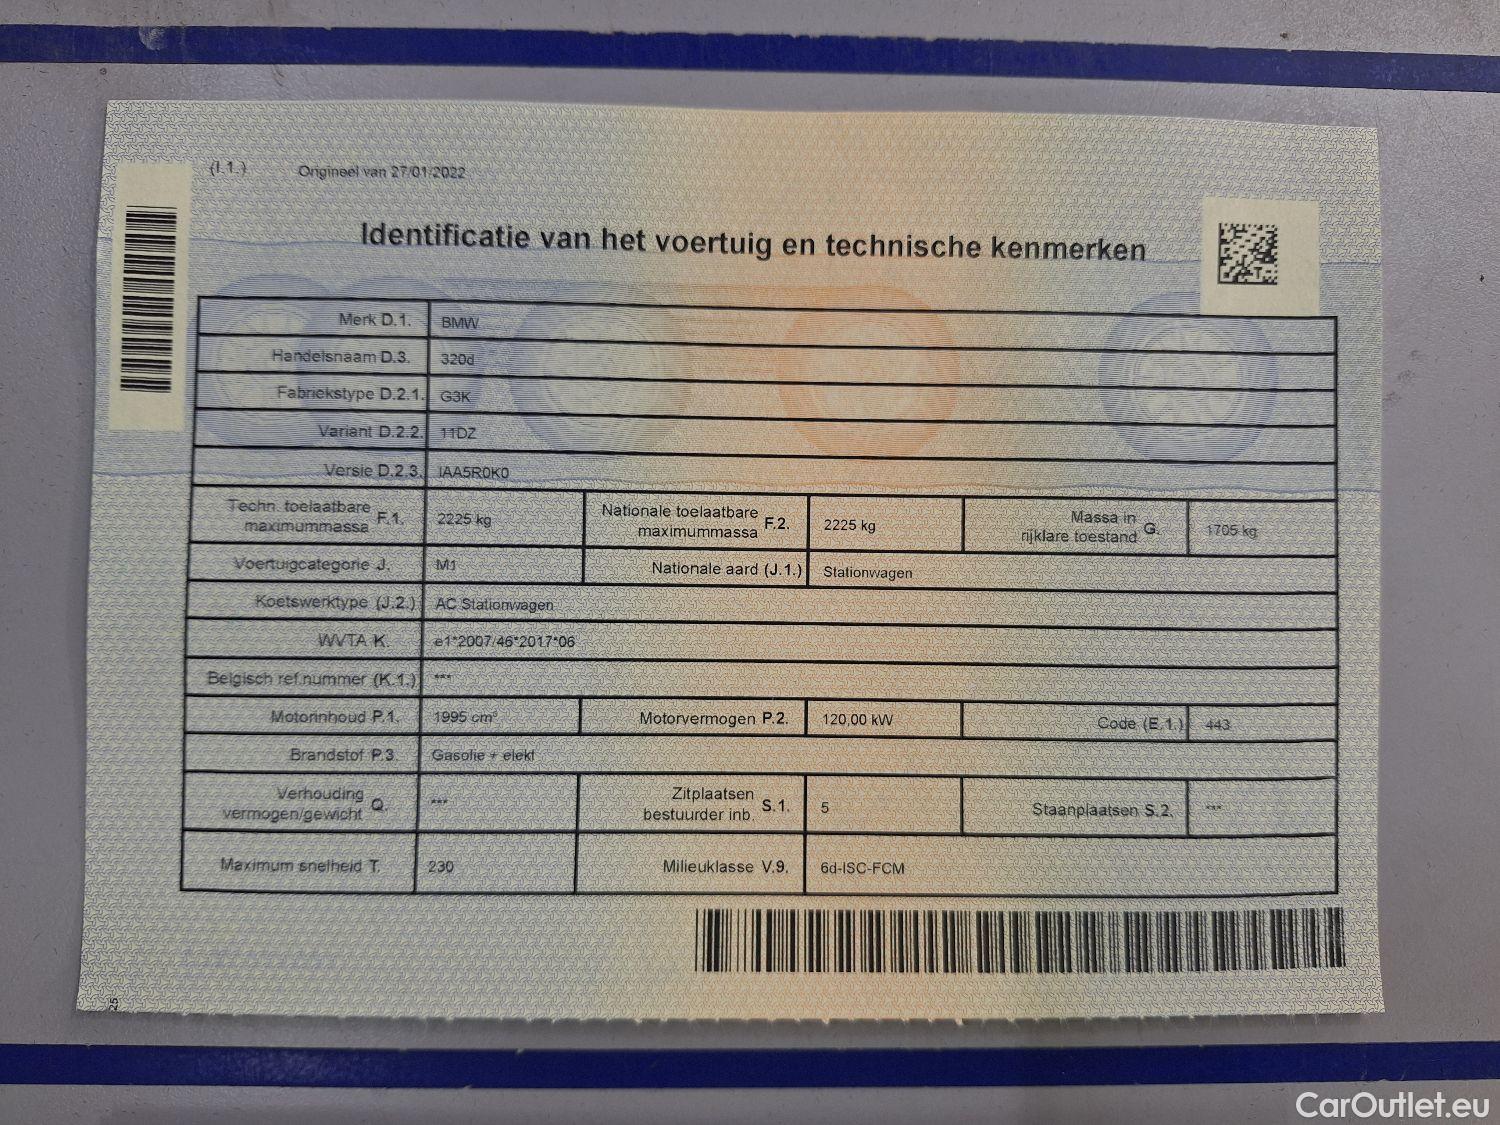 (I.1.) Origineel van 27/01/2022
Identificatie van het voertuig en technische kenmerken
Merk D.1. BMW
Handelsnaam D.3. 320d
Fabriekstype D.2.1. G3K
Variant D.2.2. 11DZ
Versie D.2.3. IAA5R0K0
Techn. toelaatbare maximummassa F.1. 2225 kg Nationale toelaatbare maximummassa F.2. 2225 kg Massa in rijklare toestand G. 1705 kg
Voertuigcategorie J. M1 Nationale aard (J.1.) Stationwagen
Koetswerktype (J.2.) AC Stationwagen
WVTA K. e1*2007/46*2017*06
Belgisch ref.nummer (K.1.) ***
Motorinhoud P.1. 1995 cm³ Motorvermogen P.2. 120,00 kW Code (E.1.) 443
Brandstof P.3. Gasolie + elekt
Verhouding vermogen/gewicht Q. *** Zitplaatsen bestuurder inb. S.1. 5 Staanplaatsen S.2. ***
Maximum snelheid T. 230 Milieuklasse V.9. 6d-ISC-FCM
25
CarOutlet.eu